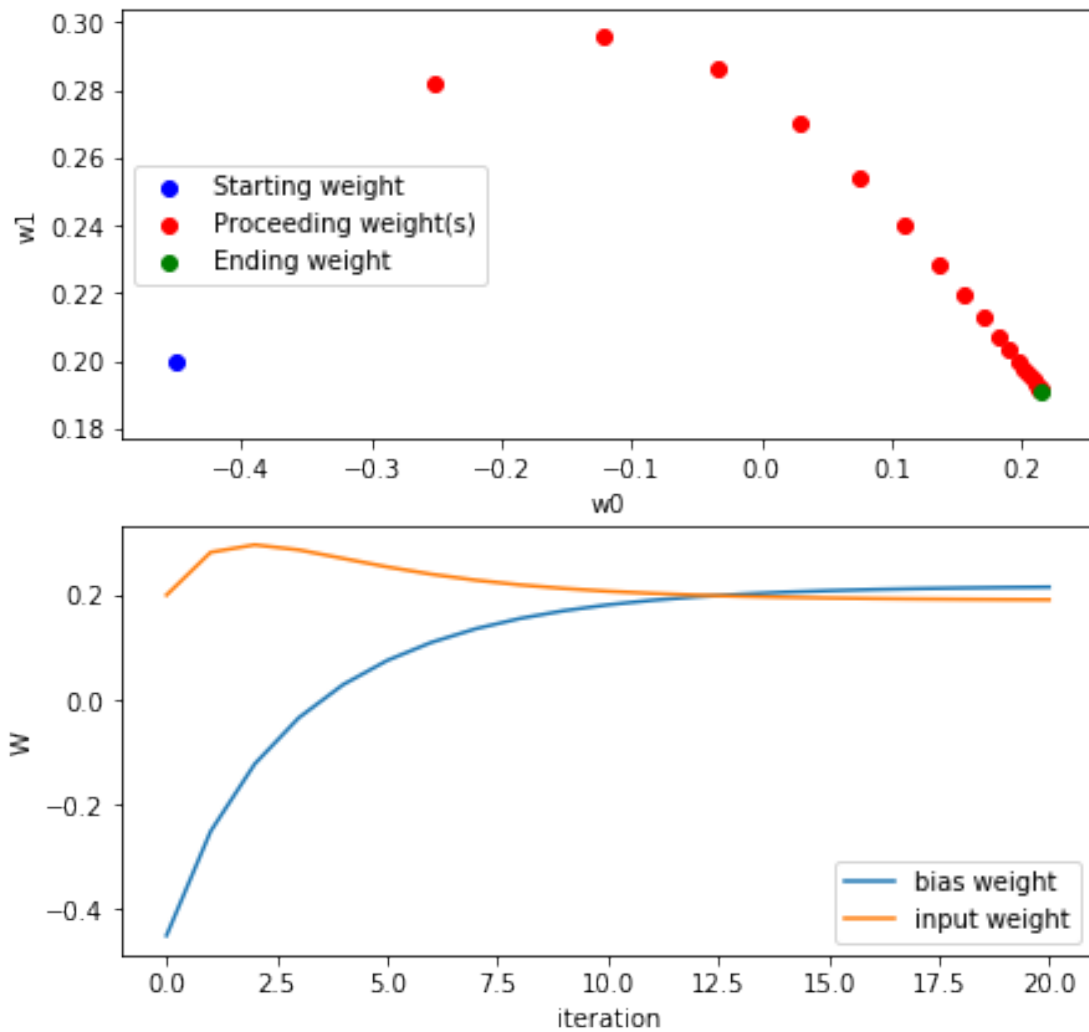 0.30
0.28
0.26
0.24
0.22
0.20
0.18
w1
Starting weight
Proceeding weight(s)
Ending weight
−0.4 −0.3 −0.2 −0.1 0.0 0.1 0.2
w0
0.2
0.0
−0.2
−0.4
W
bias weight
input weight
0.0 2.5 5.0 7.5 10.0 12.5 15.0 17.5 20.0
iteration